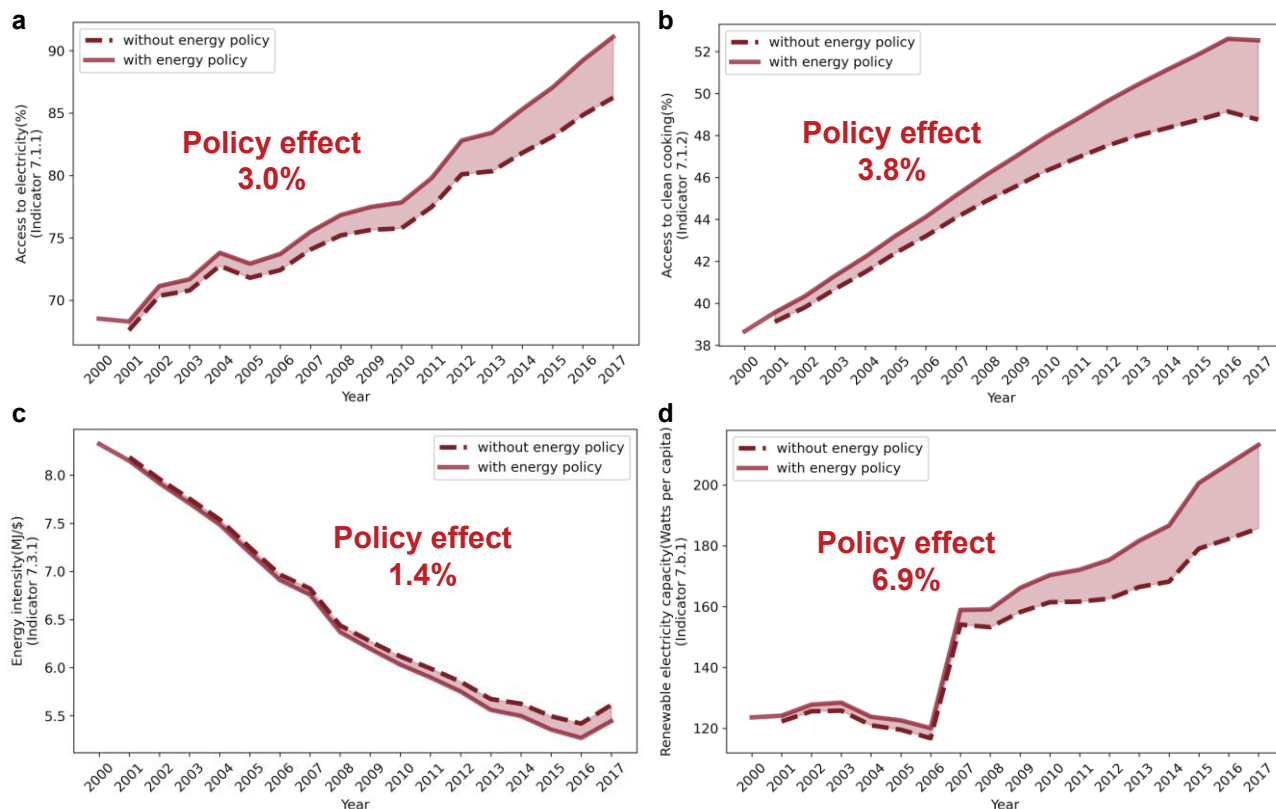 a
without energy policy
with energy policy
Policy effect
3.0%
Access to electricity(%)
(Indicator 7.1.1)
90
85
80
75
70
2000 2001 2002 2003 2004 2005 2006 2007 2008 2009 2010 2011 2012 2013 2014 2015 2016 2017
Year
b
without energy policy
with energy policy
Policy effect
3.8%
Access to clean cooking(%)
(Indicator 7.1.2)
52
50
48
46
44
42
40
38
2000 2001 2002 2003 2004 2005 2006 2007 2008 2009 2010 2011 2012 2013 2014 2015 2016 2017
Year
c
without energy policy
with energy policy
Policy effect
1.4%
Energy intensity(MJ/$)
(Indicator 7.3.1)
8.0
7.5
7.0
6.5
6.0
5.5
2000 2001 2002 2003 2004 2005 2006 2007 2008 2009 2010 2011 2012 2013 2014 2015 2016 2017
Year
d
without energy policy
with energy policy
Policy effect
6.9%
Renewable electricity capacity(Watts per capita)
(Indicator 7.b.1)
200
180
160
140
120
2000 2001 2002 2003 2004 2005 2006 2007 2008 2009 2010 2011 2012 2013 2014 2015 2016 2017
Year